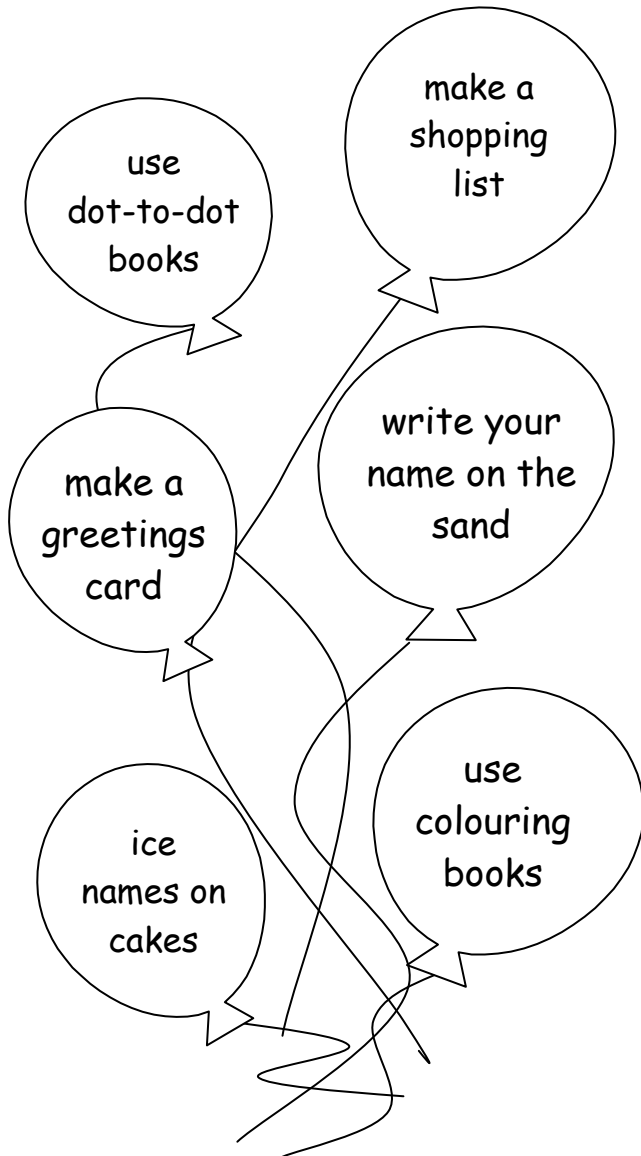 make a
shopping
list
use
dot-to-dot
books
write your
name on the
sand
make a
greetings
card
use
colouring
books
ice
names on
cakes